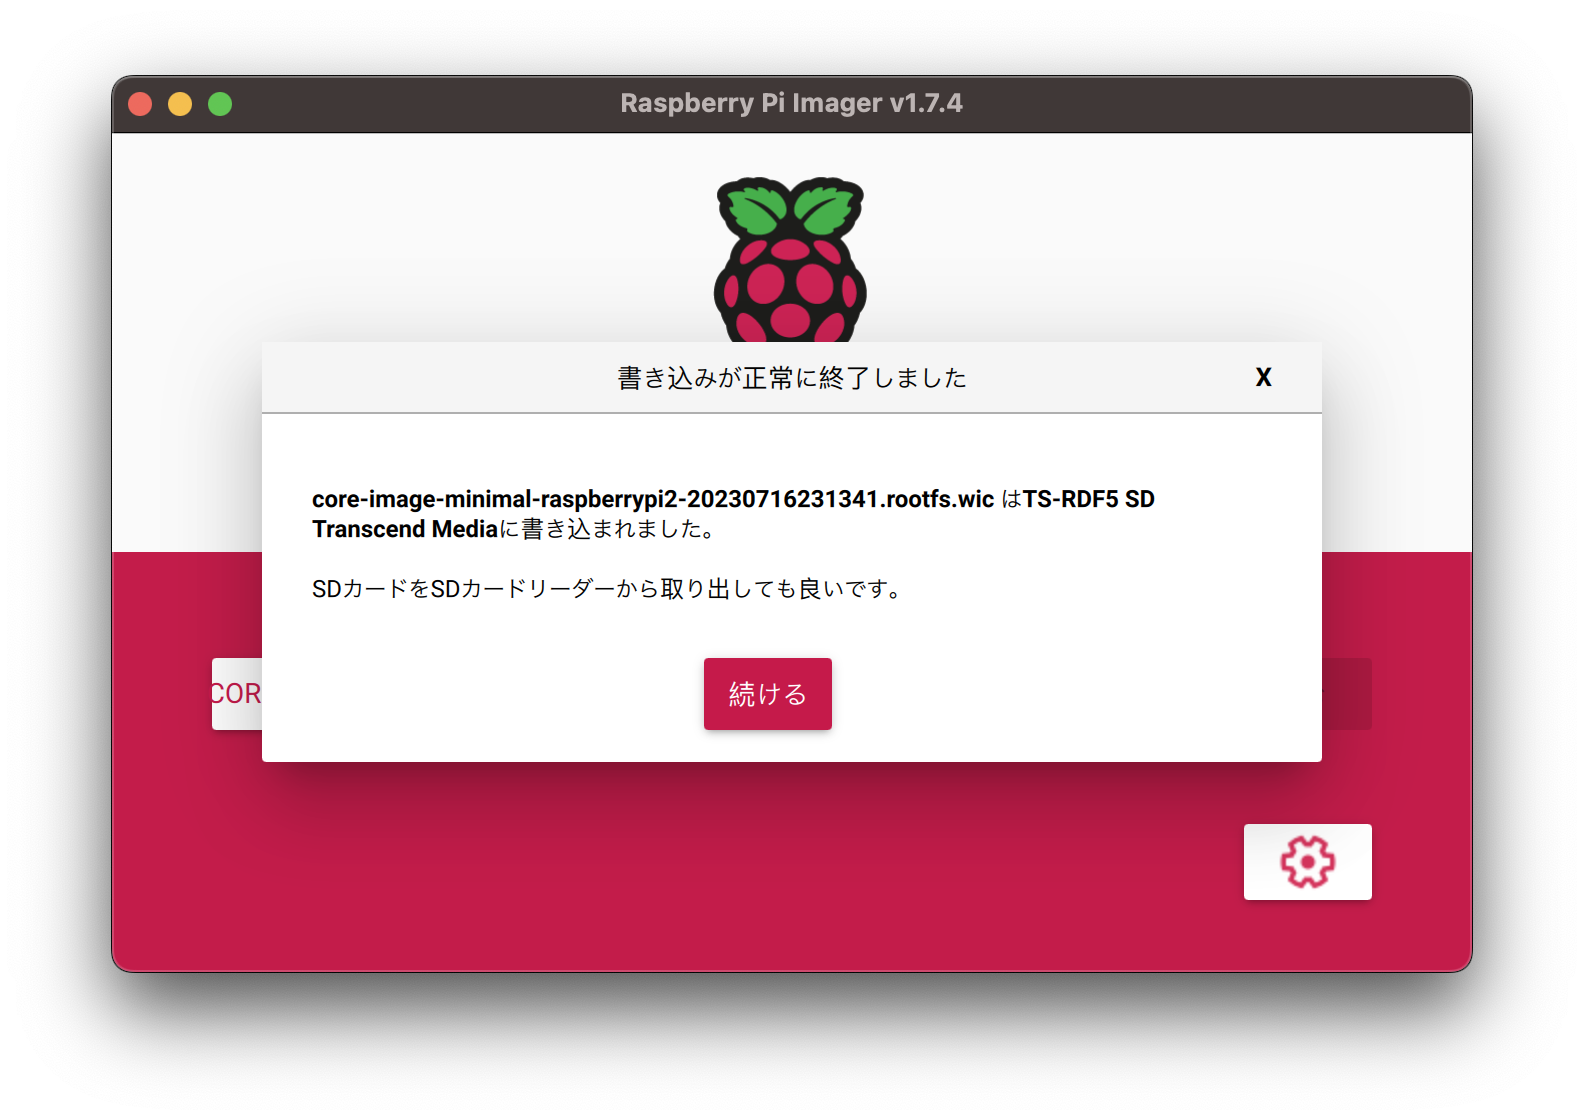 Raspberry Pi Imager v1.7.4
書き込みが正常に終了しました
X
core-image-minimal-raspberrypi2-20230716231341.rootfs.wic はTS-RDF5 SD
Transcend Mediaに書き込まれました。
SDカードをSDカードリーダーから取り出しても良いです。
COR
続ける